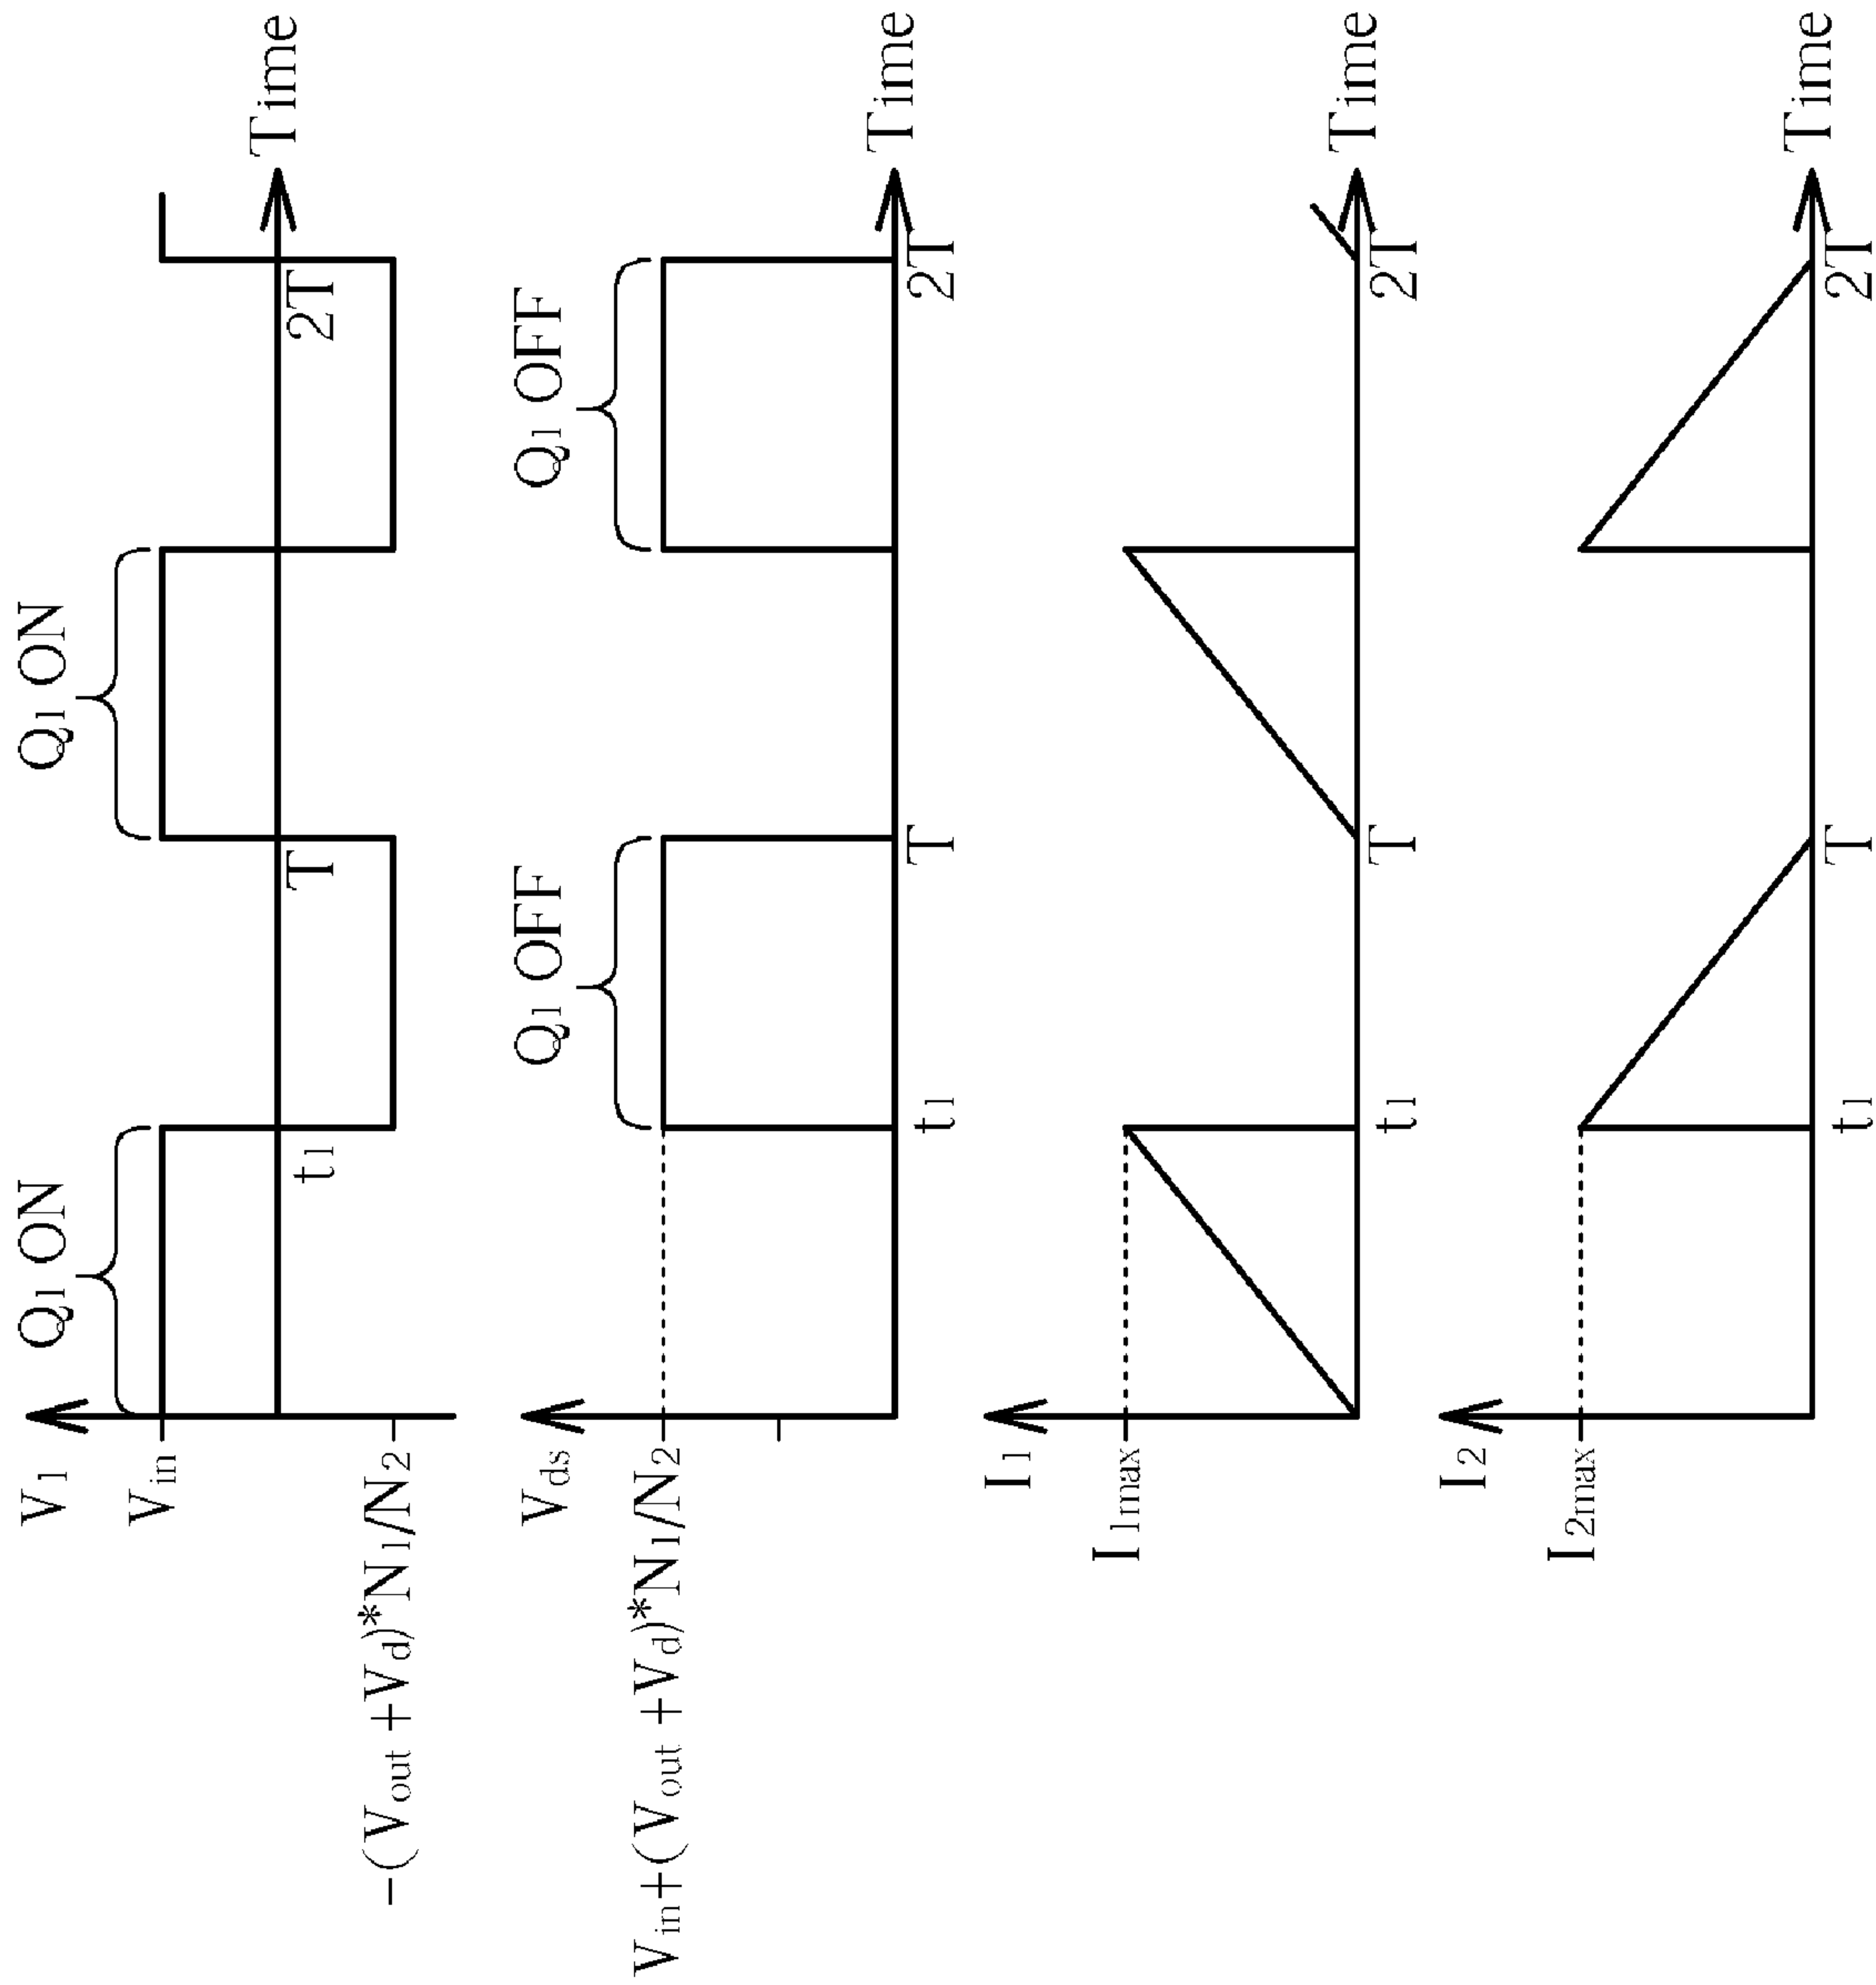 V1
Q1 ON
Q1 ON
Vin
-(Vout+Vd)*N1/N2
t1
T
2T
Time
Vds
Q1 OFF
Q1 OFF
Vin+(Vout+Vd)*N1/N2
t1
T
2T
Time
I1
I1max
t1
T
2T
Time
I2
I2max
t1
T
2T
Time